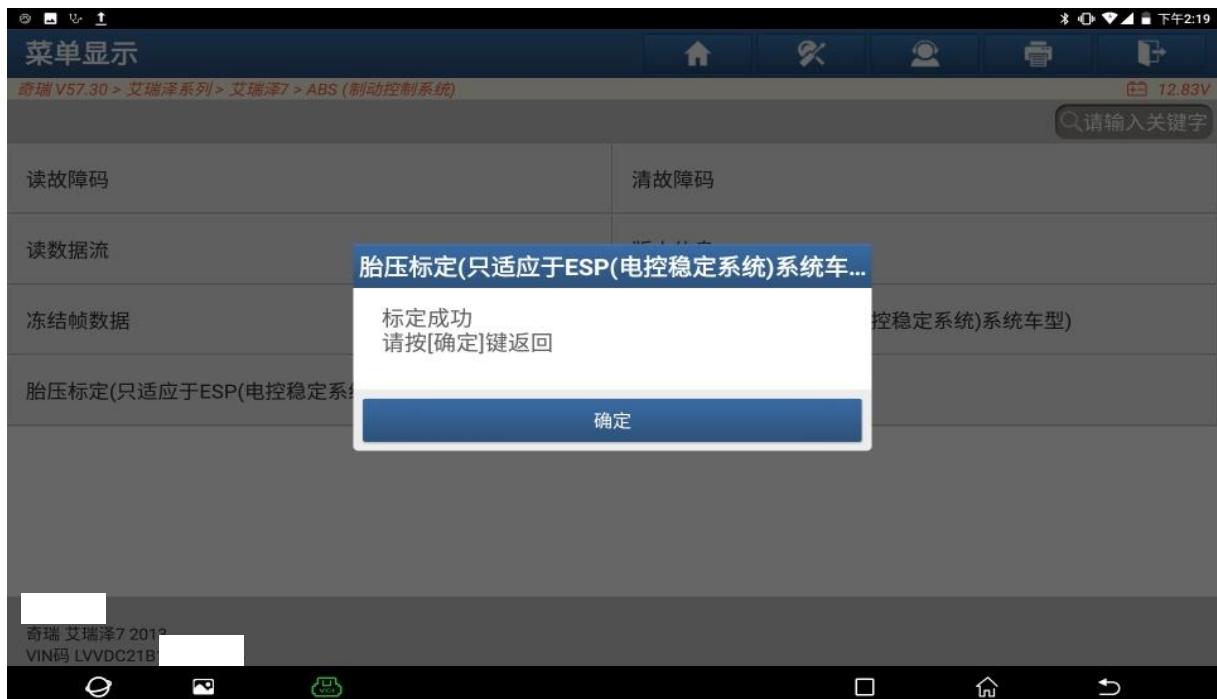 下午2:19
菜单显示
奇瑞 V57.30 > 艾瑞泽系列 > 艾瑞泽7 > ABS (制动控制系统)
12.83V
请输入关键字
读故障码
清故障码
读数据流
胎压标定(只适应于ESP(电控稳定系统)系统车...
标定成功
请按[确定]键返回
冻结帧数据
控稳定系统)系统车型)
胎压标定(只适应于ESP(电控稳定系
确定
奇瑞 艾瑞泽7 201
VIN码 LVVDC21B
VCI